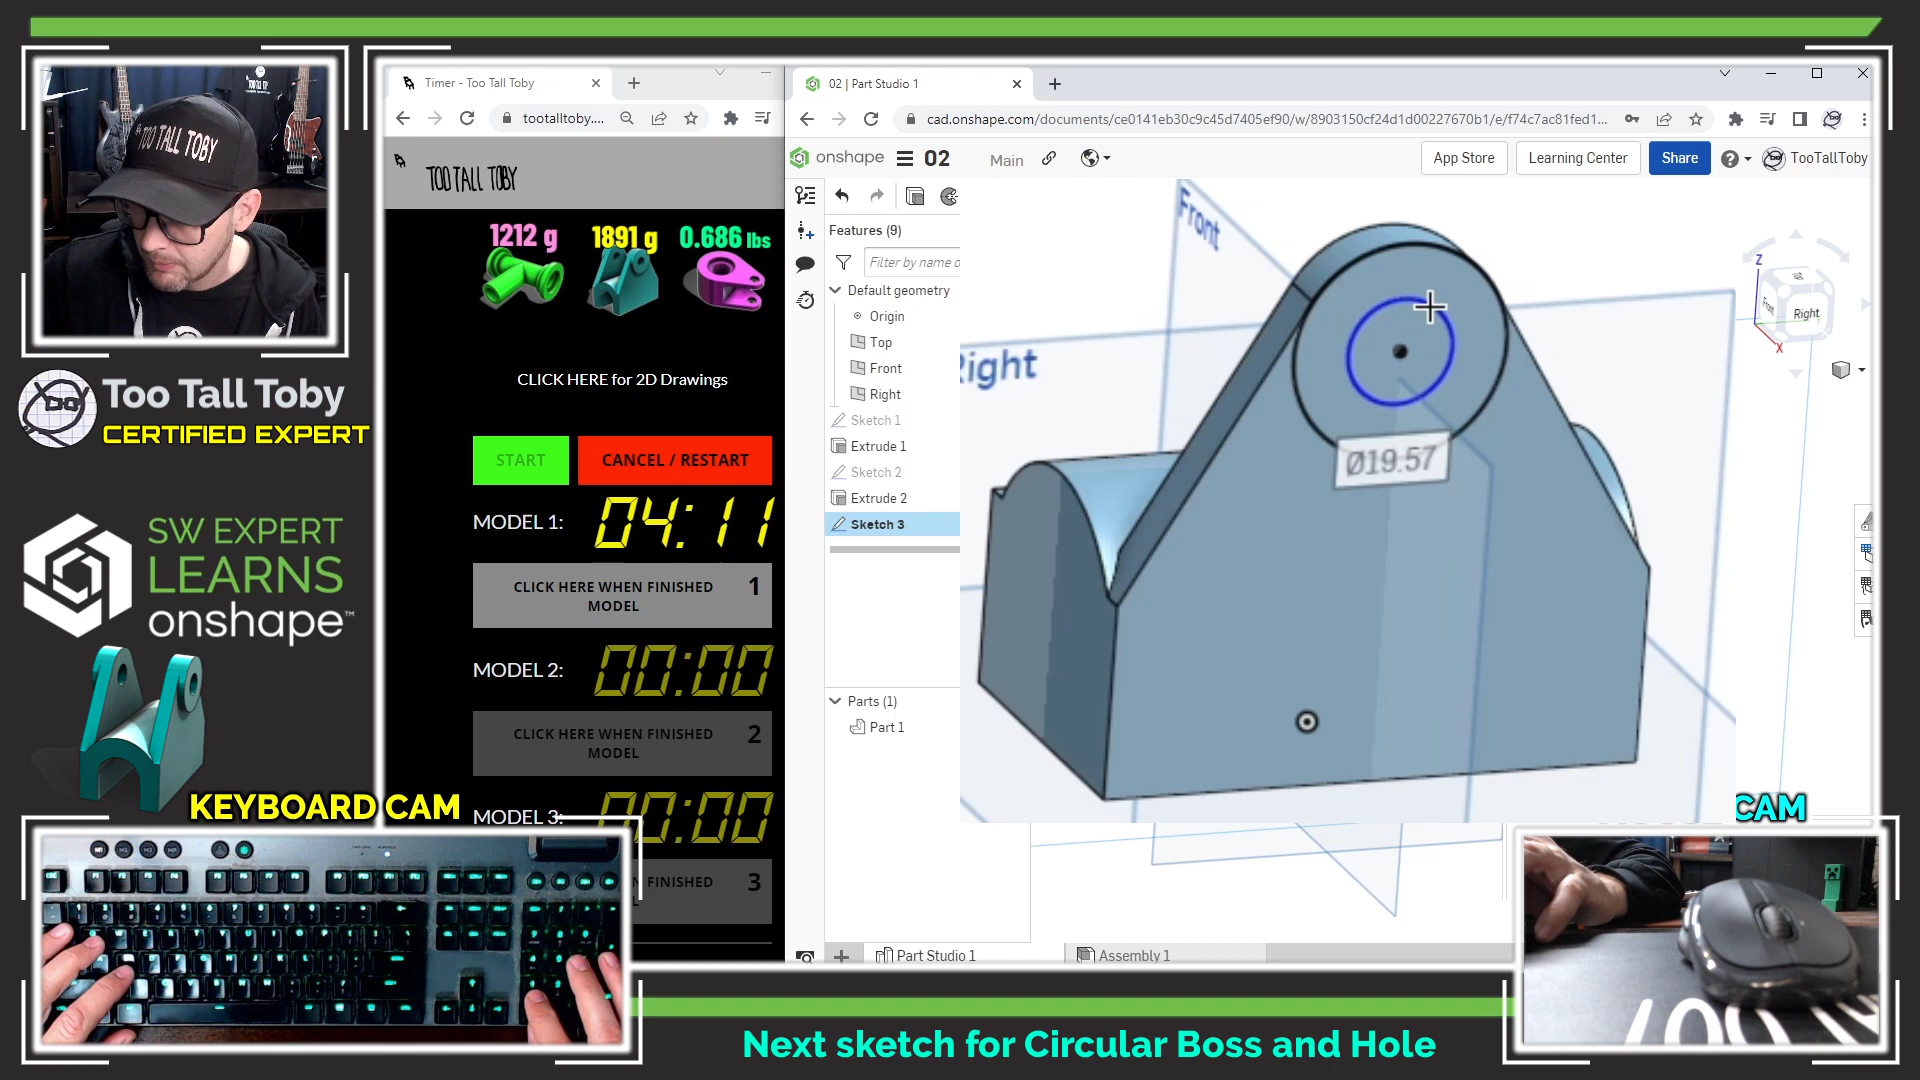 Timer - Too Tall Toby
02 | Part Studio 1
tootalltoby....
cad.onshape.com/documents/ce0141eb30c9c45d7405ef90/w/8903150cf24d1d00227670b1/e/f74c7ac81fed1...
TOO TALL TOBY
TOO TALL TOBY
onshape
02
Main
App Store
Learning Center
Share
TooTallToby
Features (9)
Filter by name o
Default geometry
Origin
Top
Front
Right
Sketch 1
Extrude 1
Sketch 2
Extrude 2
Sketch 3
Parts (1)
Part 1
1212 g
1891 g
0.686 lbs
CLICK HERE for 2D Drawings
START
CANCEL / RESTART
MODEL 1:
04:11
CLICK HERE WHEN FINISHED
MODEL
1
MODEL 2:
00:00
CLICK HERE WHEN FINISHED
MODEL
2
MODEL 3:
00:00
FINISHED
3
Front
Right
Ø19.57
Z
Front
Right
X
Too Tall Toby
CERTIFIED EXPERT
SW EXPERT
LEARNS
onshape™
KEYBOARD CAM
CAM
Part Studio 1
Assembly 1
Next sketch for Circular Boss and Hole